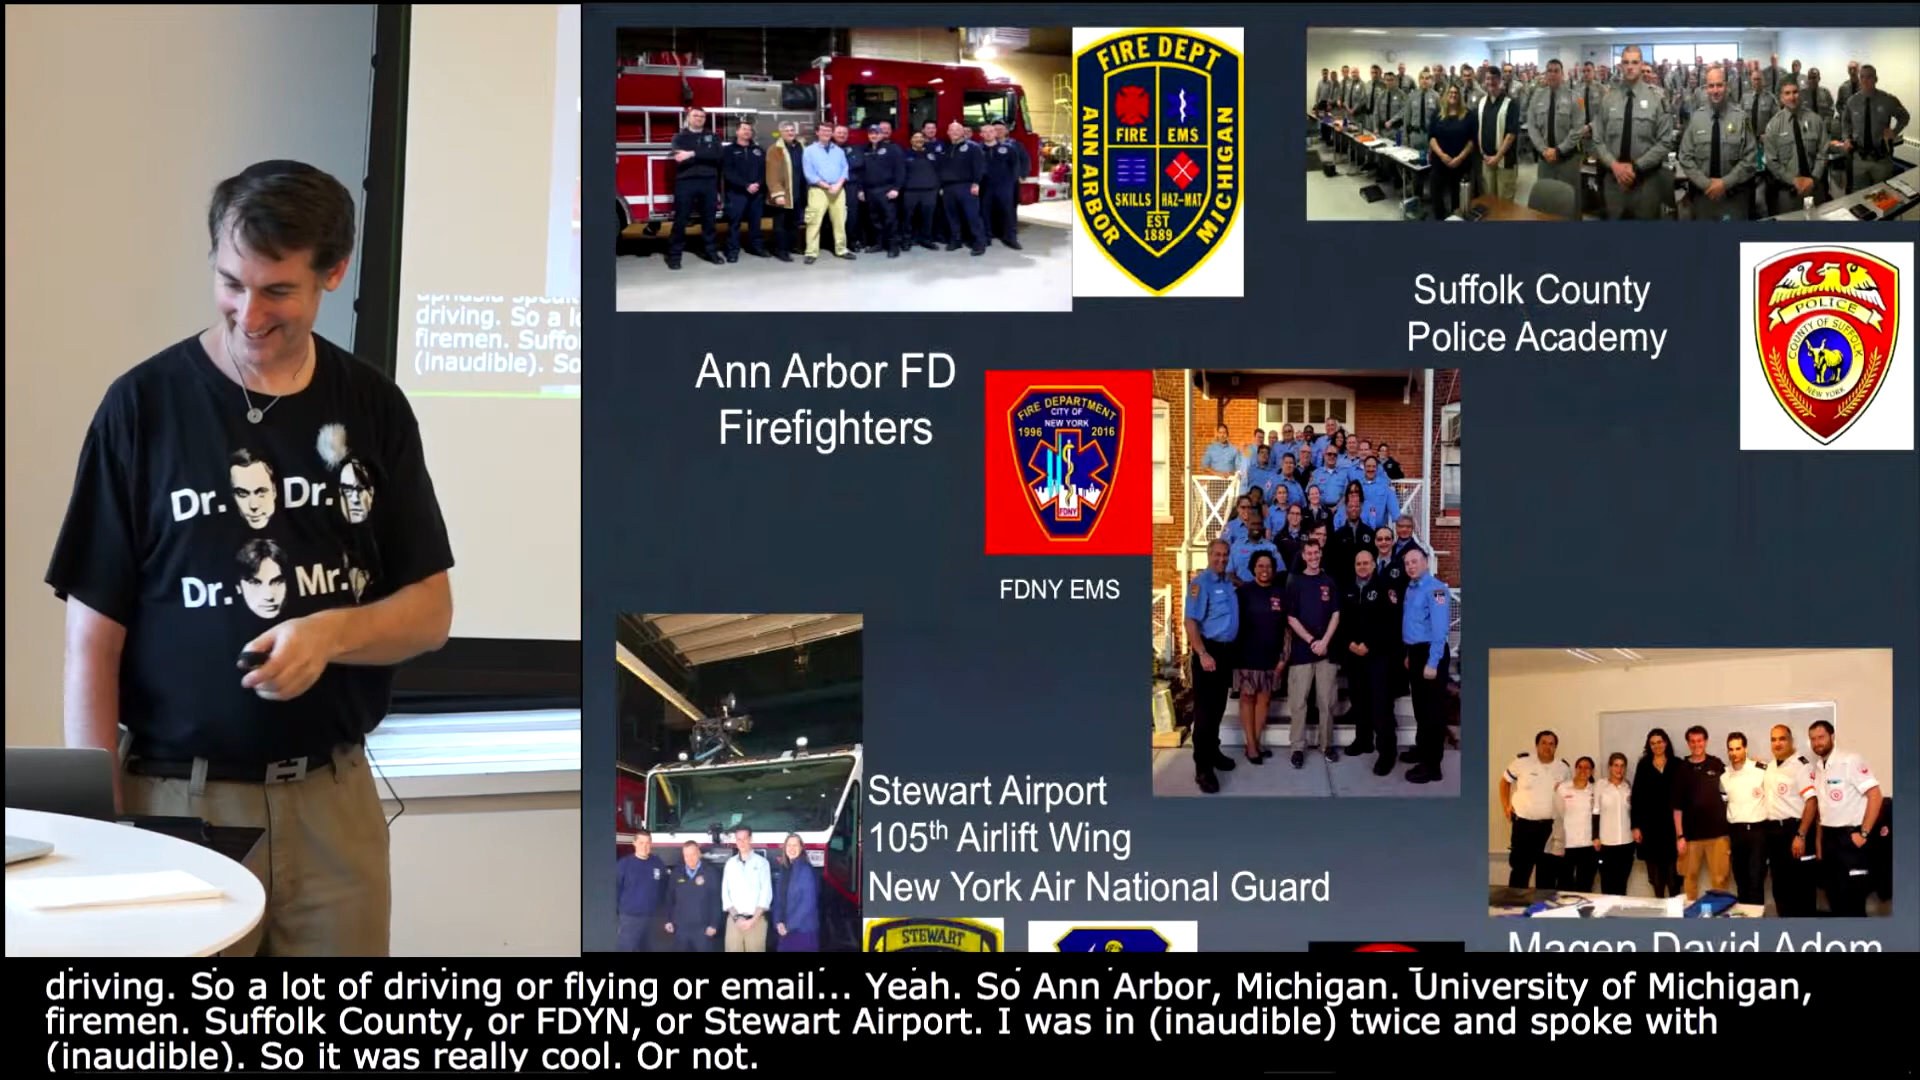 aphasia speak
driving. So a l
firemen. Suffo
(inaudible). So
Dr. Dr.
Dr. Mr.
FIRE DEPT
ANN ARBOR
MICHIGAN
FIRE EMS
SKILLS HAZ-MAT
EST
1889
Suffolk County
Police Academy
POLICE
COUNTY OF SUFFOLK
NEW YORK
Ann Arbor FD
Firefighters
FIRE DEPARTMENT
CITY OF
NEW YORK
1996 2016
FDNY
FDNY EMS
Stewart Airport
105th Airlift Wing
New York Air National Guard
STEWART
Magen David Adom
driving. So a lot of driving or flying or email... Yeah. So Ann Arbor, Michigan. University of Michigan,
firemen. Suffolk County, or FDYN, or Stewart Airport. I was in (inaudible) twice and spoke with
(inaudible). So it was really cool. Or not.